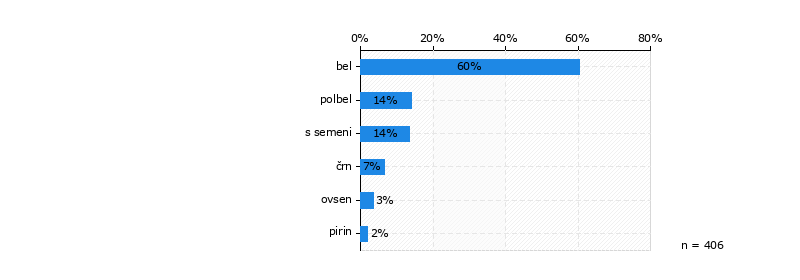 0% 20% 40% 60% 80%
bel 60%
polbel 14%
s semeni 14%
črn 7%
ovsen 3%
pirin 2%
n = 406